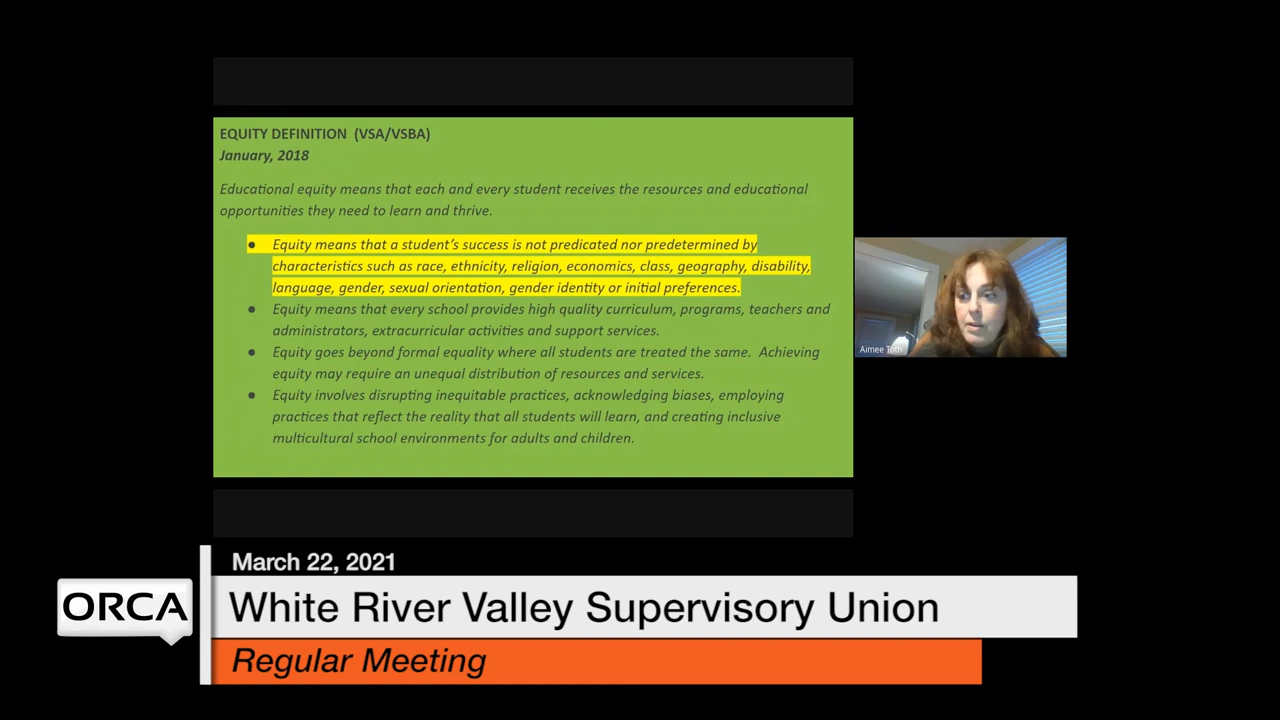 EQUITY DEFINITION (VSA/VSBA)
January, 2018
Educational equity means that each and every student receives the resources and educational
opportunities they need to learn and thrive.
● Equity means that a student's success is not predicated nor predetermined by
characteristics such as race, ethnicity, religion, economics, class, geography, disability,
language, gender, sexual orientation, gender identity or initial preferences.
● Equity means that every school provides high quality curriculum, programs, teachers and
administrators, extracurricular activities and support services.
● Equity goes beyond formal equality where all students are treated the same. Achieving
equity may require an unequal distribution of resources and services.
● Equity involves disrupting inequitable practices, acknowledging biases, employing
practices that reflect the reality that all students will learn, and creating inclusive
multicultural school environments for adults and children.
Aimee Toth
March 22, 2021
ORCA
White River Valley Supervisory Union
Regular Meeting